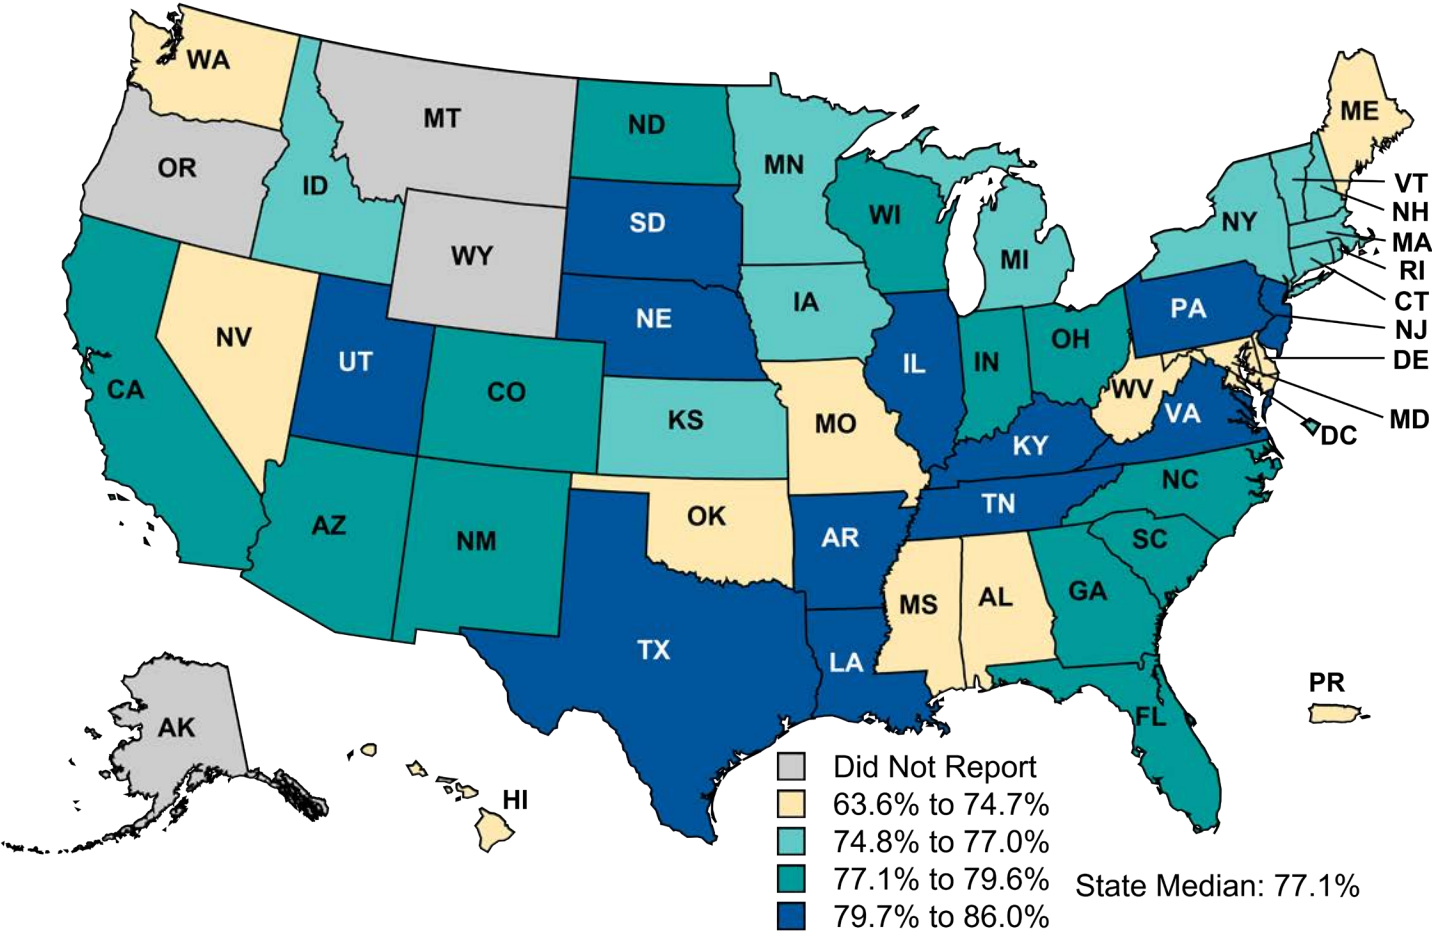 WA
ME
MT
ND
MN
OR
ID
VT
WI
NH
SD
NY
MA
WY
MI
RI
IA
CT
PA
NE
NJ
NV
OH
DE
UT
IL
IN
CA
CO
WV
VA
KS
MO
MD
DC
KY
NC
TN
OK
AZ
AR
SC
NM
GA
MS
AL
TX
LA
PR
FL
AK
HI
Did Not Report
63.6% to 74.7%
74.8% to 77.0%
77.1% to 79.6%
State Median: 77.1%
79.7% to 86.0%